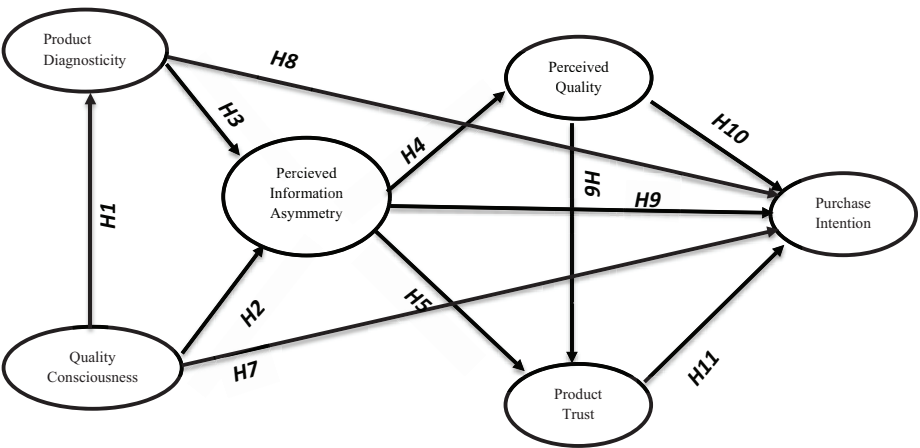 Product
Diagnosticity
H8
Perceived
Quality
H3
H10
H4
Percieved
Information
Asymmetry
H6
H9
Purchase
Intention
H1
H2
H5
Quality
Consciousness
H7
H11
Product
Trust